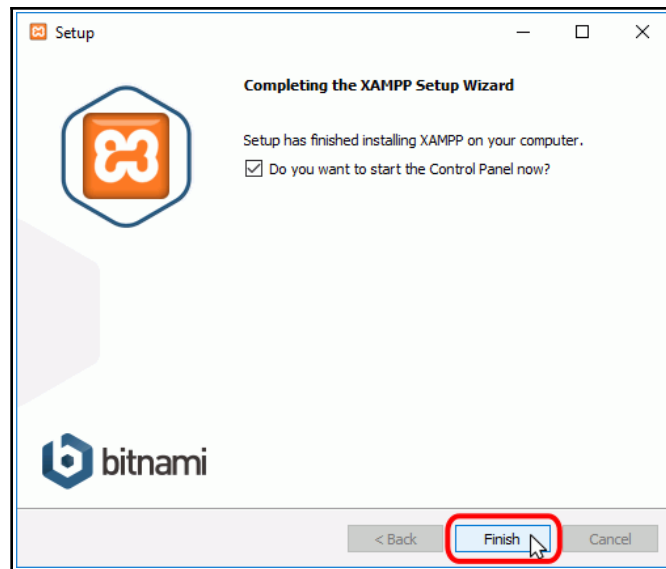 Setup
Completing the XAMPP Setup Wizard
Setup has finished installing XAMPP on your computer.
Do you want to start the Control Panel now?
bitnami
< Back Finish Cancel